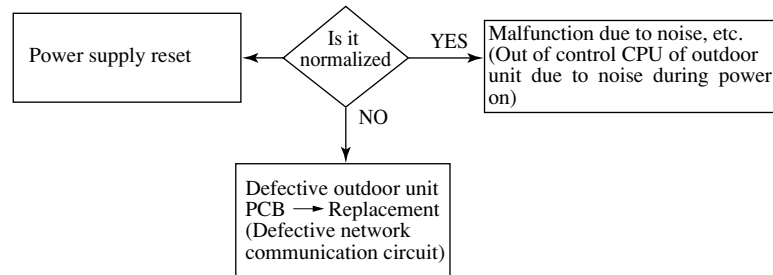 Power supply reset
Is it
normalized
YES
Malfunction due to noise, etc.
(Out of control CPU of outdoor
unit due to noise during power
on)
NO
Defective outdoor unit
PCB → Replacement
(Defective network
communication circuit)